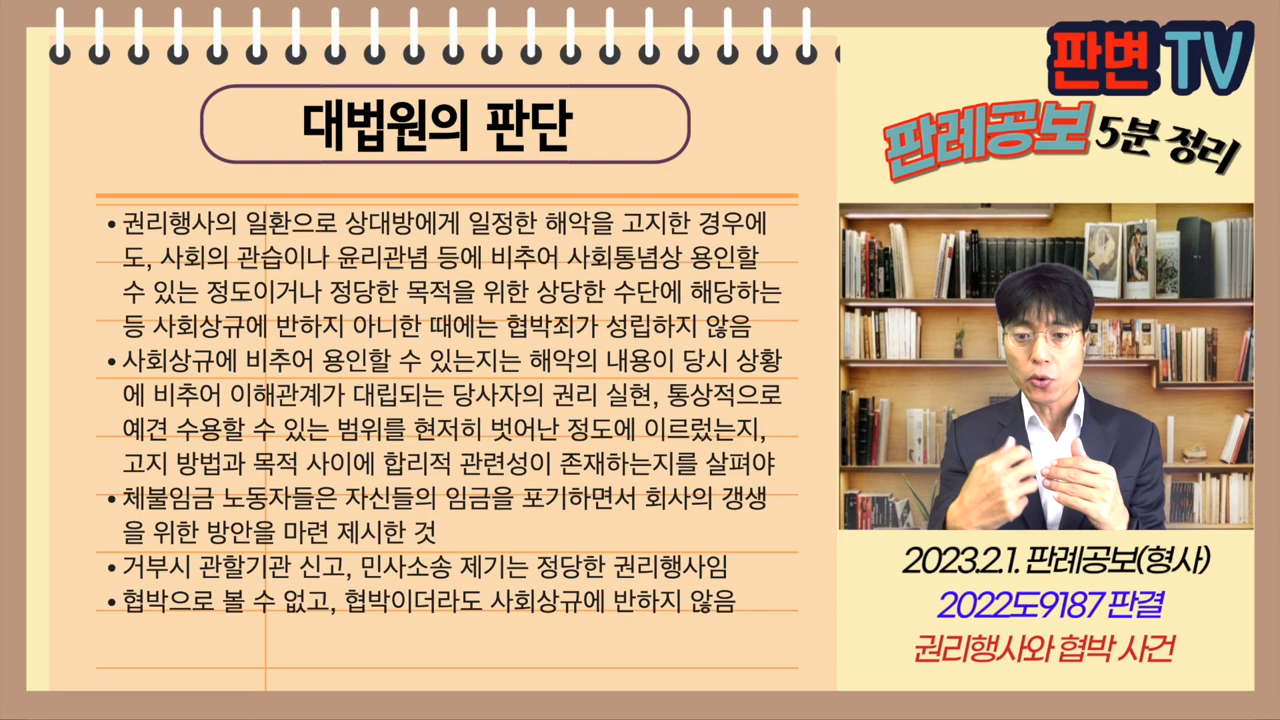 대법원의 판단
• 권리행사의 일환으로 상대방에게 일정한 해악을 고지한 경우에
도, 사회의 관습이나 윤리관념 등에 비추어 사회통념상 용인할
수 있는 정도이거나 정당한 목적을 위한 상당한 수단에 해당하는
등 사회상규에 반하지 아니한 때에는 협박죄가 성립하지 않음
• 사회상규에 비추어 용인할 수 있는지는 해악의 내용이 당시 상황
에 비추어 이해관계가 대립되는 당사자의 권리 실현, 통상적으로
예견 수용할 수 있는 범위를 현저히 벗어난 정도에 이르렀는지,
고지 방법과 목적 사이에 합리적 관련성이 존재하는지를 살펴야
• 체불임금 노동자들은 자신들의 임금을 포기하면서 회사의 갱생
을 위한 방안을 마련 제시한 것
• 거부시 관할기관 신고, 민사소송 제기는 정당한 권리행사임
• 협박으로 볼 수 없고, 협박이더라도 사회상규에 반하지 않음
판변 TV
판례공보 5분 정리
2023.2.1. 판례공보(형사)
2022도9187 판결
권리행사와 협박 사건